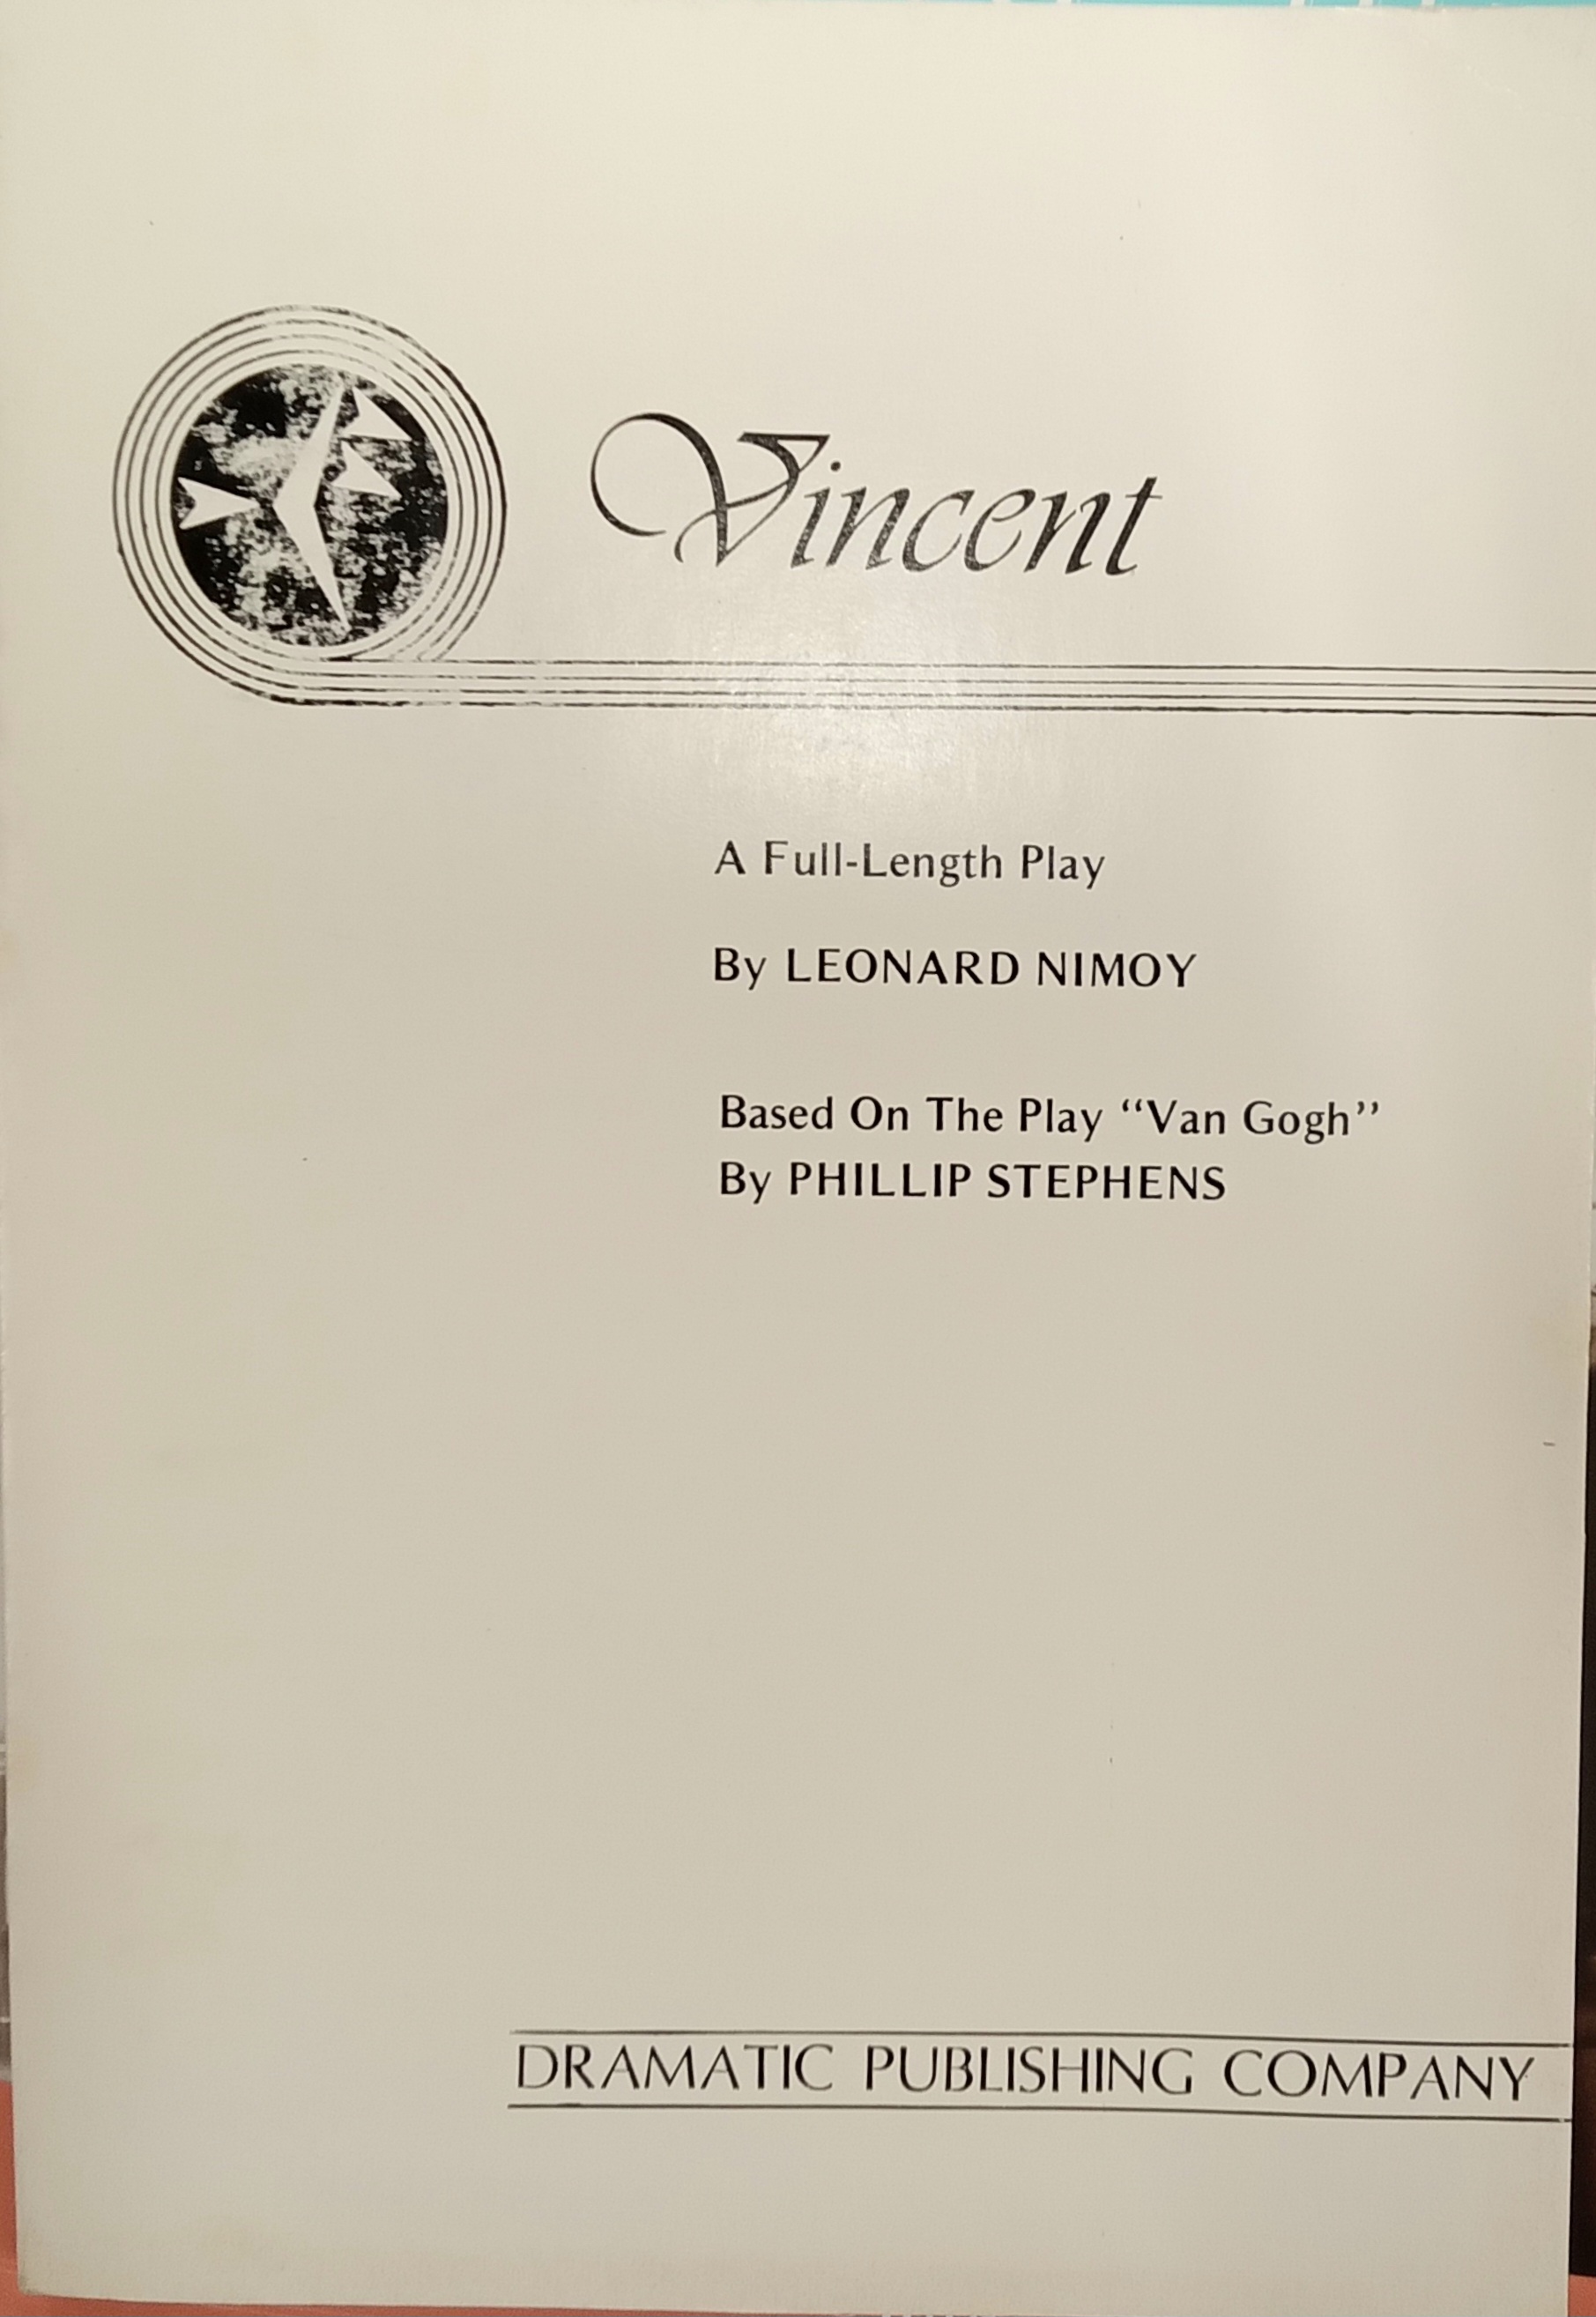 Vincent
A Full-Length Play
By LEONARD NIMOY
Based On The Play “Van Gogh”
By PHILLIP STEPHENS
DRAMATIC PUBLISHING COMPANY